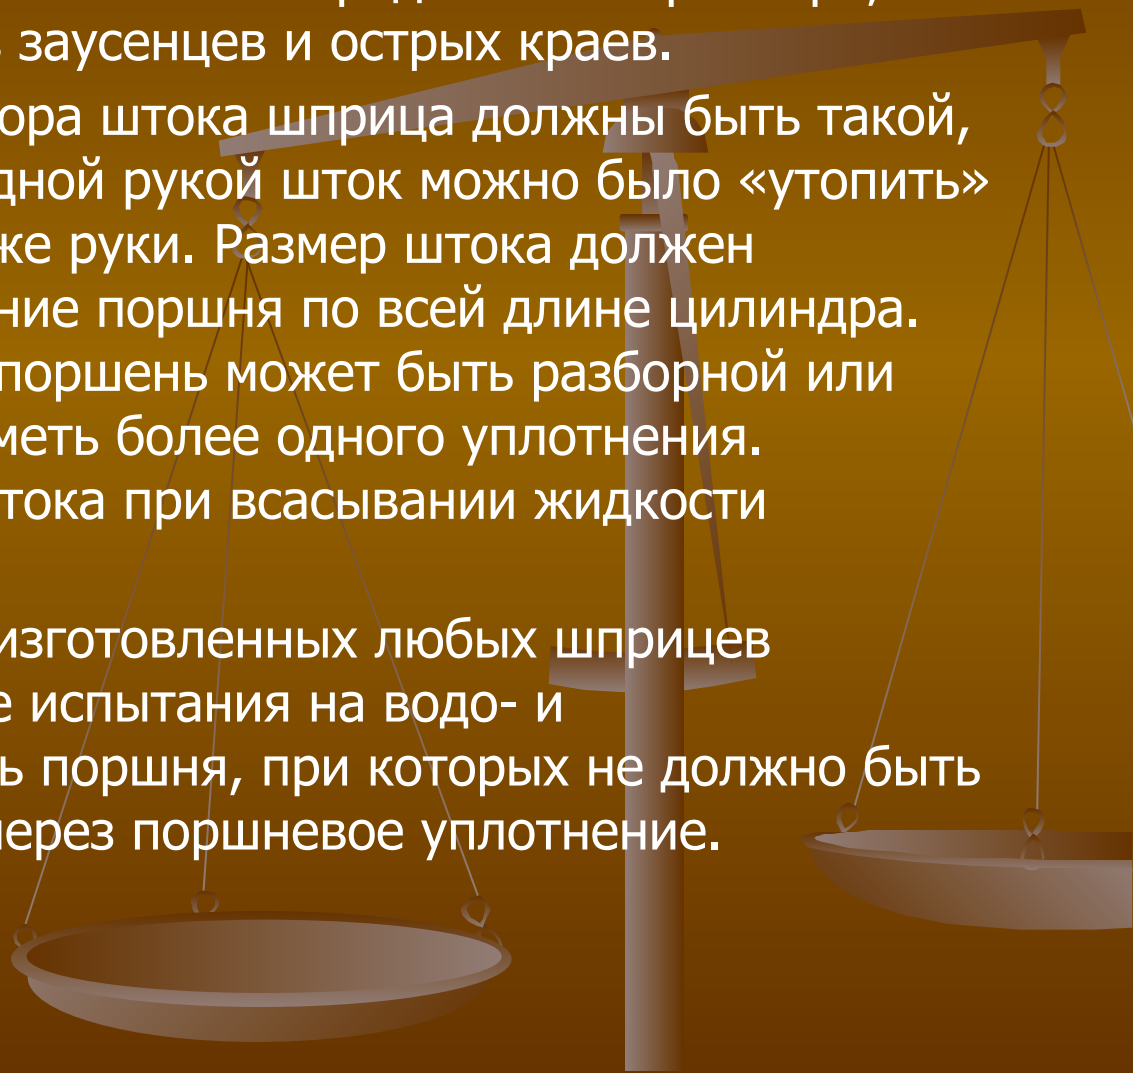 заусенцев и острых краев.
ора штока шприца должны быть такой,
дной рукой шток можно было «утопить»
же руки. Размер штока должен
ние поршня по всей длине цилиндра.
поршень может быть разборной или
меть более одного уплотнения.
тока при всасывании жидкости
изготовленных любых шприцев
е испытания на водо- и
ь поршня, при которых не должно быть
через поршневое уплотнение.